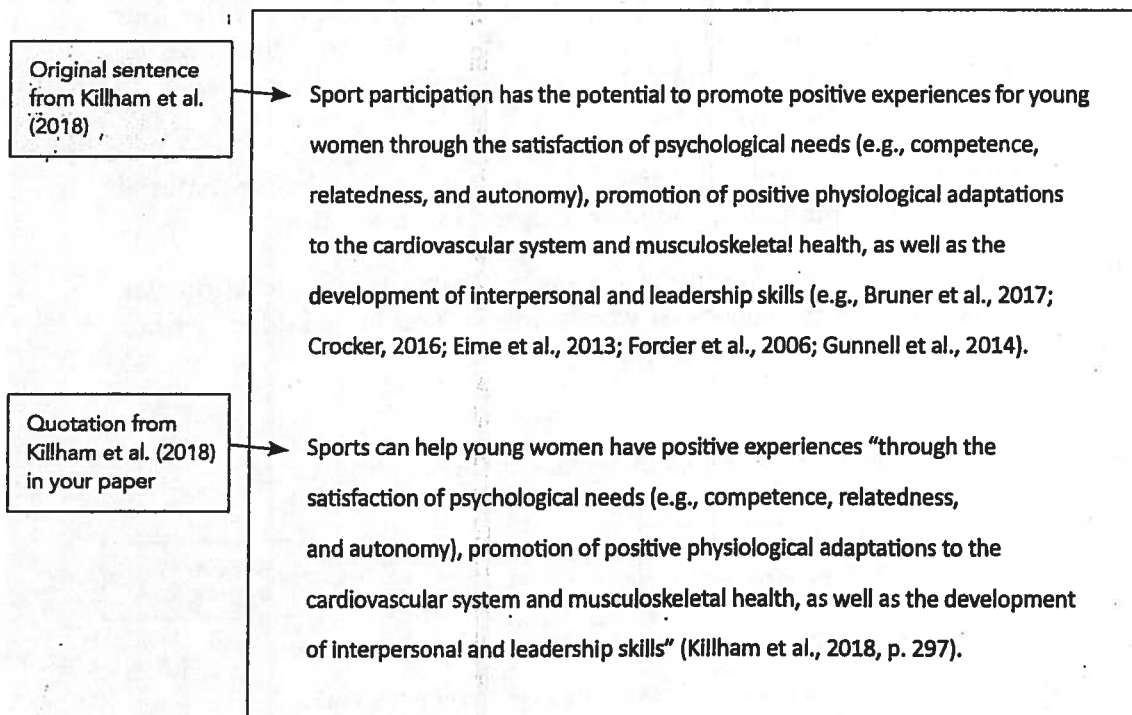 Original sentence
from Killham et al.
(2018)
Sport participation has the potential to promote positive experiences for young
women through the satisfaction of psychological needs (e.g., competence,
relatedness, and autonomy), promotion of positive physiological adaptations
to the cardiovascular system and musculoskeletal health, as well as the
development of interpersonal and leadership skills (e.g., Bruner et al., 2017;
Crocker, 2016; Eime et al., 2013; Forcier et al., 2006; Gunnell et al., 2014).
Quotation from
Killham et al. (2018)
in your paper
Sports can help young women have positive experiences “through the
satisfaction of psychological needs (e.g., competence, relatedness,
and autonomy), promotion of positive physiological adaptations to the
cardiovascular system and musculoskeletal health, as well as the development
of interpersonal and leadership skills” (Killham et al., 2018, p. 297).